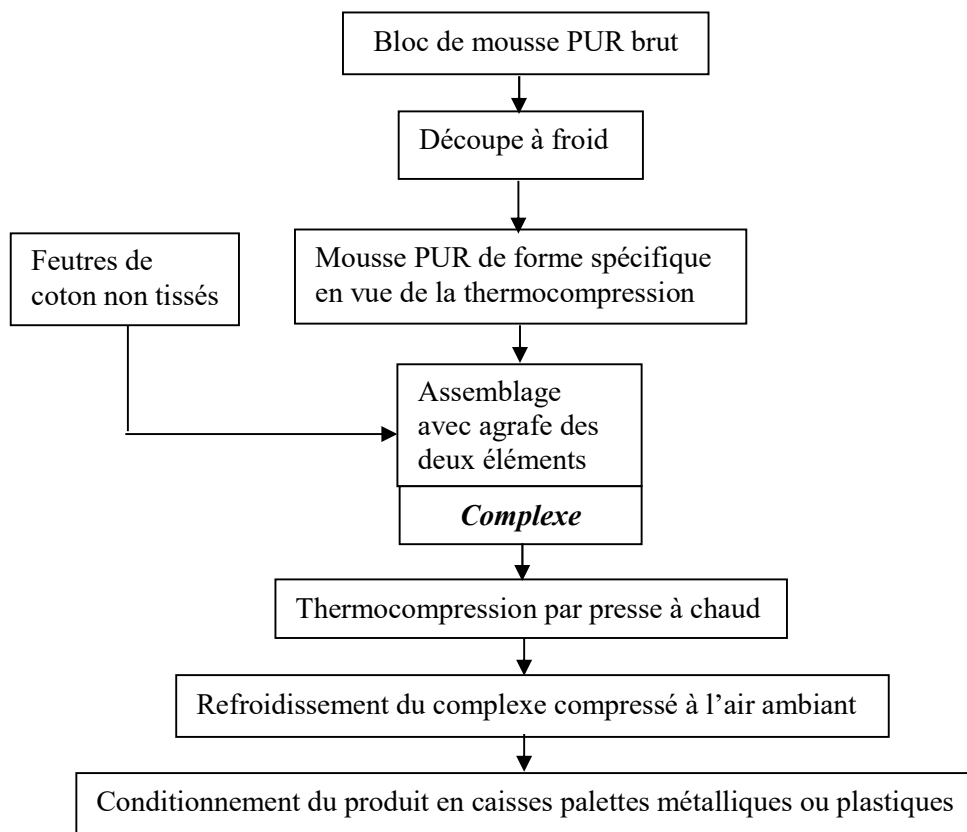 Bloc de mousse PUR brut
Découpe à froid
Feutres de
coton non tissés
Mousse PUR de forme spécifique
en vue de la thermocompression
Assemblage
avec agrafe des
deux éléments
Complexe
Thermocompression par presse à chaud
Refroidissement du complexe compressé à l’air ambiant
Conditionnement du produit en caisses palettes métalliques ou plastiques